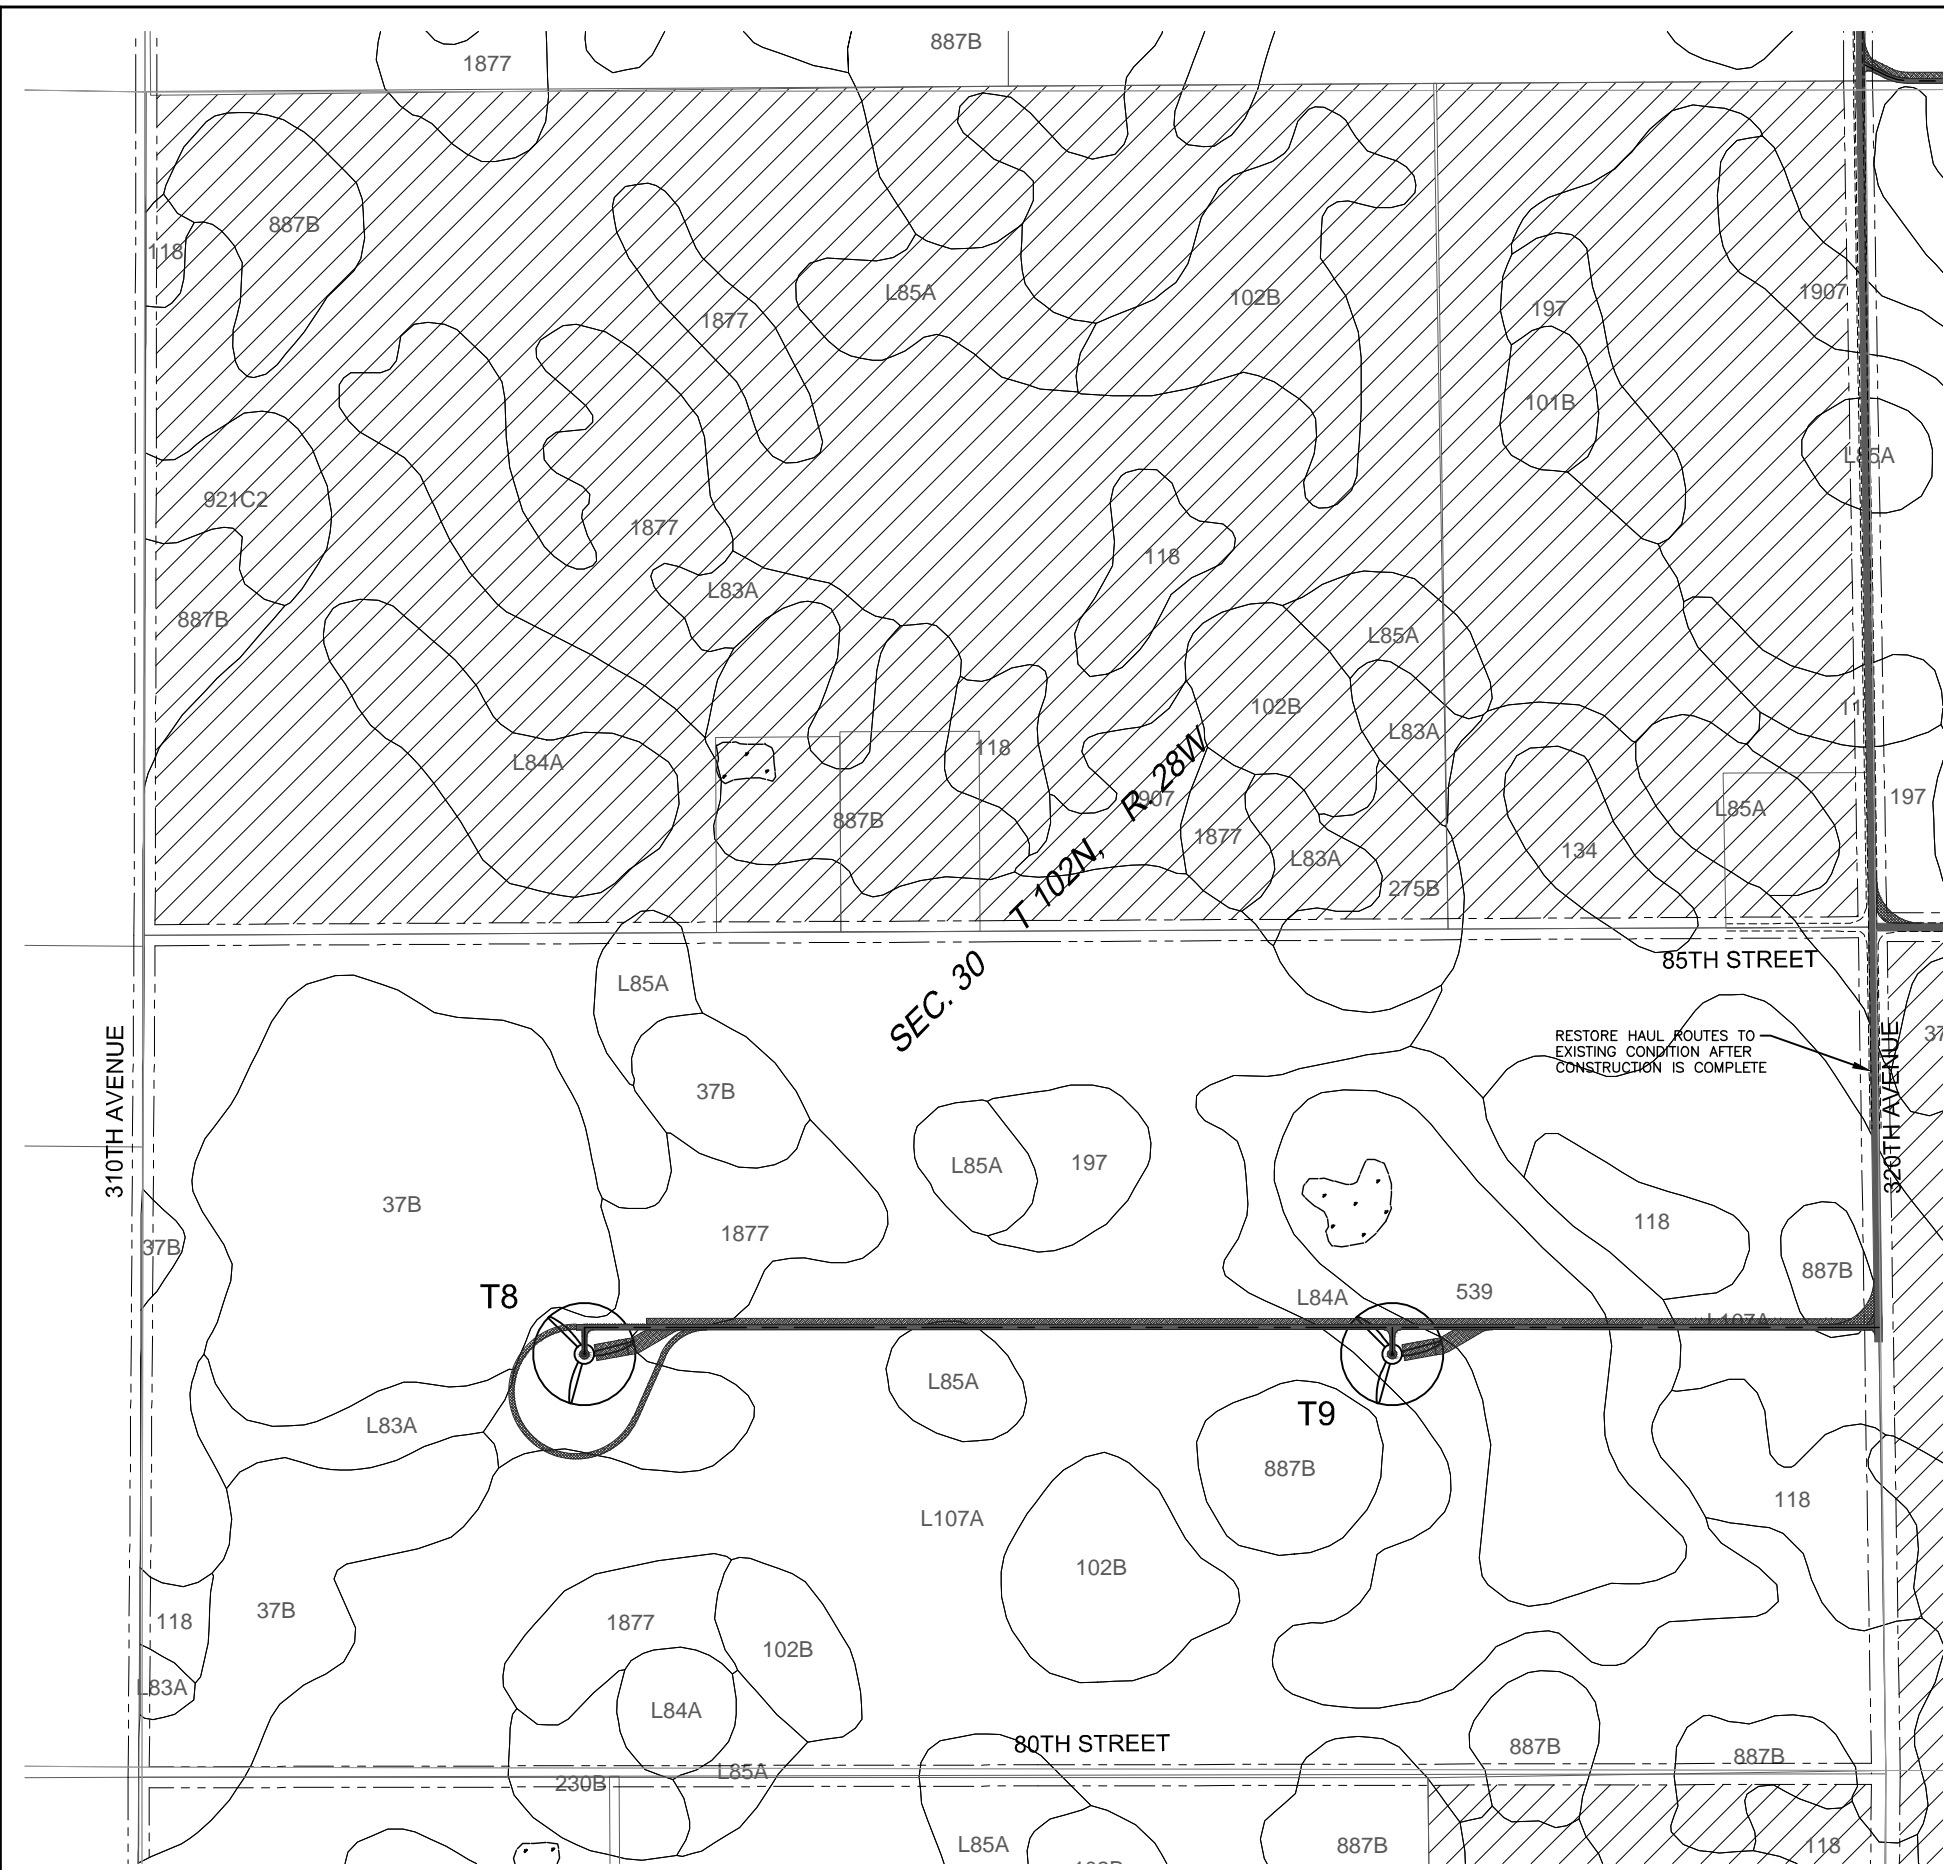 887B
1877
887B
118
L85A
102B
1877
197
1907
101B
L85A
921C2
1877
118
L83A
887B
L85A
102B
L83A
118
L84A
1907
R. 28W
T 102N,
197
L85A
887B
1877
134
L83A
275B
85TH STREET
SEC. 30
L85A
310TH AVENUE
RESTORE HAUL ROUTES TO
EXISTING CONDITION AFTER
CONSTRUCTION IS COMPLETE
320TH AVENUE
37B
L85A
197
37B
118
1877
37B
887B
T8
L84A
539
L107A
L85A
T9
L83A
887B
118
L107A
102B
37B
118
1877
102B
L83A
L84A
80TH STREET
887B
887B
L85A
230B
L85A
887B
118